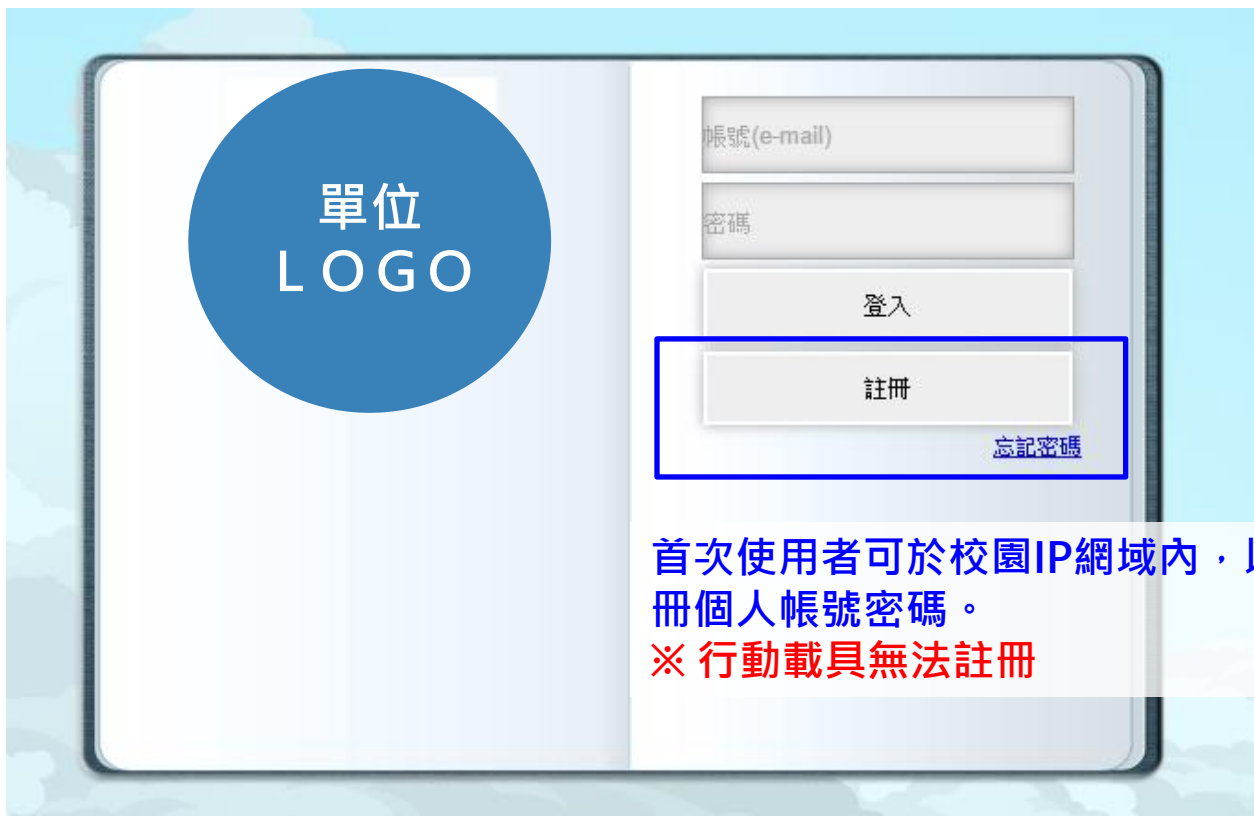 單位
ＬＯＧＯ
帳號(e-mail)
密碼
登入
註冊
忘記密碼
首次使用者可於校園IP網域內，
冊個人帳號密碼。
※ 行動載具無法註冊